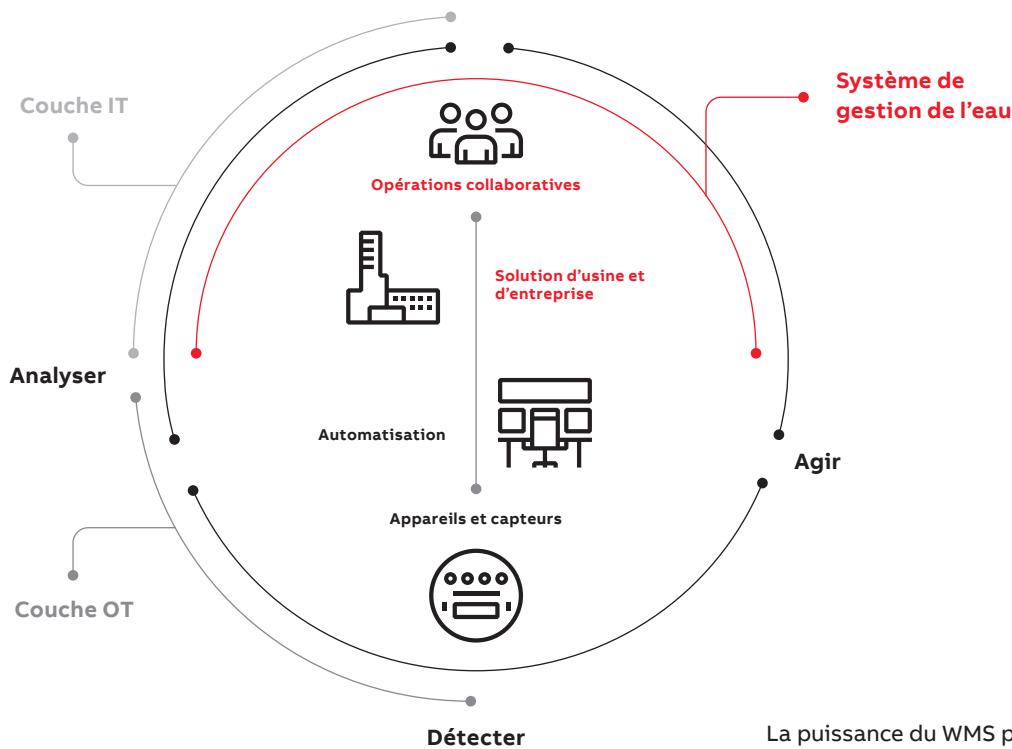 Système de
gestion de l’eau
Couche IT
Opérations collaboratives
Solution d’usine et
d’entreprise
Analyser
Automatisation
Agir
Appareils et capteurs
Couche OT
Détecter
La puissance du WMS p